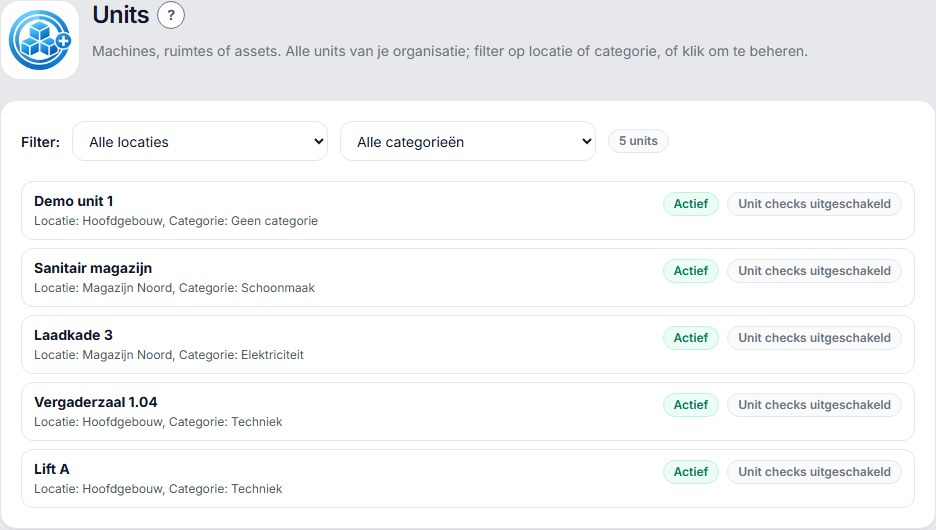 Units ?
Machines, ruimtes of assets. Alle units van je organisatie; filter op locatie of categorie, of klik om te beheren.
Filter: Alle locaties Alle categorieën 5 units
Demo unit 1 Actief Unit checks uitgeschakeld
Locatie: Hoofdgebouw, Categorie: Geen categorie
Sanitair magazijn Actief Unit checks uitgeschakeld
Locatie: Magazijn Noord, Categorie: Schoonmaak
Laadkade 3 Actief Unit checks uitgeschakeld
Locatie: Magazijn Noord, Categorie: Elektriciteit
Vergaderzaal 1.04 Actief Unit checks uitgeschakeld
Locatie: Hoofdgebouw, Categorie: Techniek
Lift A Actief Unit checks uitgeschakeld
Locatie: Hoofdgebouw, Categorie: Techniek